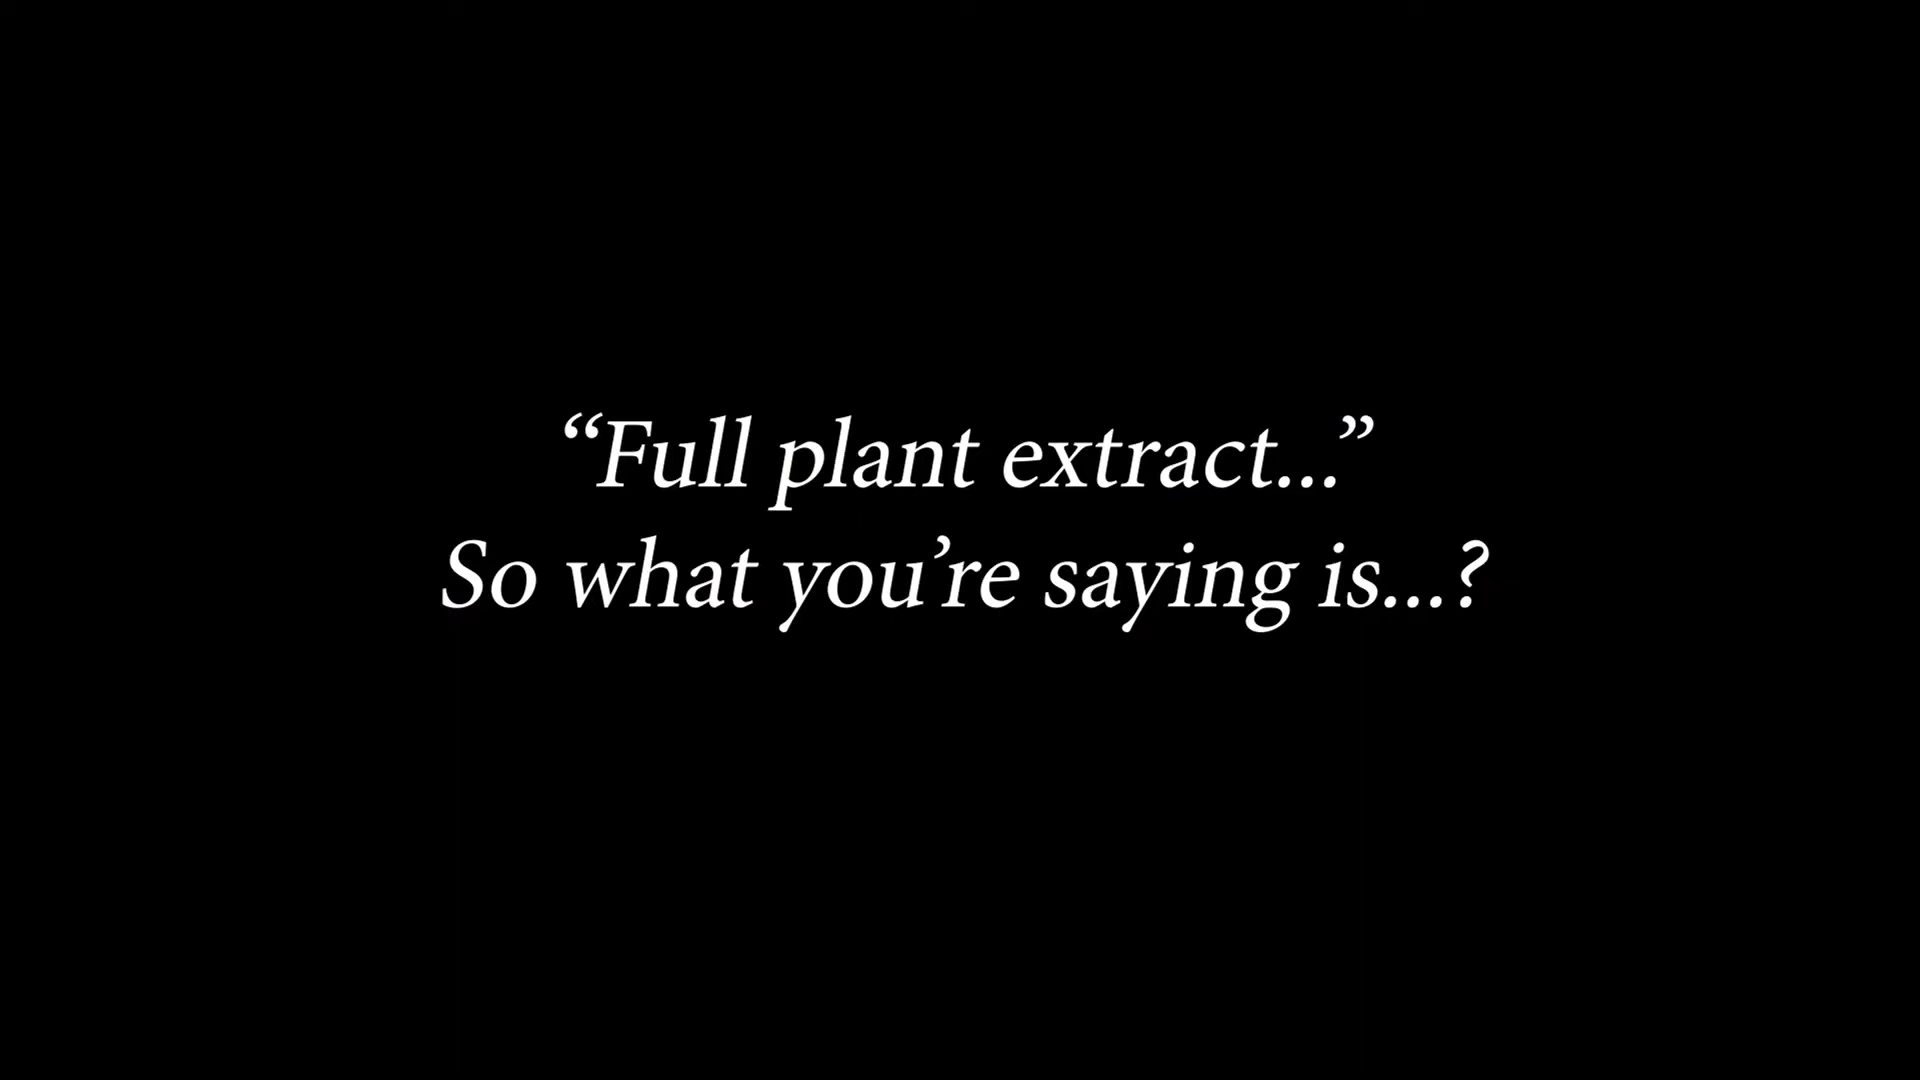 “Full plant extract...”
So what you’re saying is...?